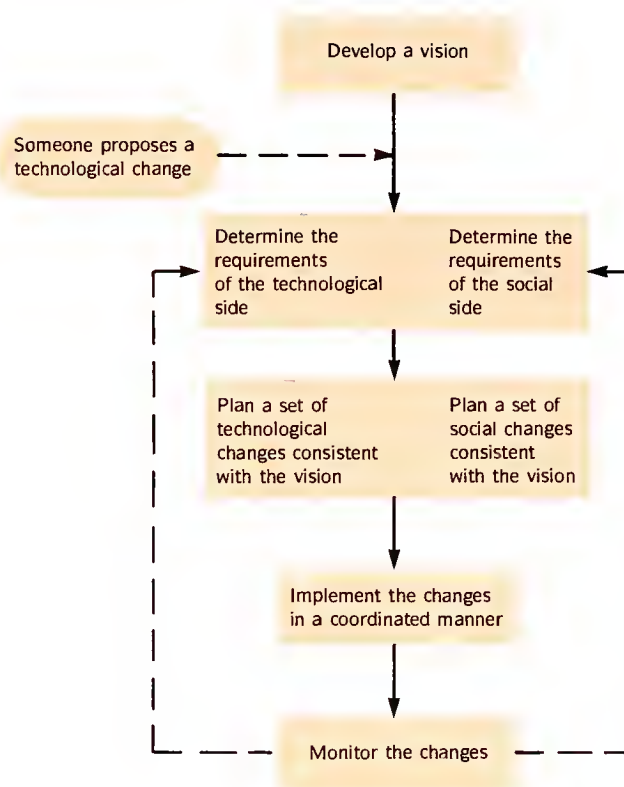 Develop a vision
Someone proposes a
technological change
Determine the
requirements
of the technological
side
Determine the
requirements
of the social
side
Plan a set of
technological
changes consistent
with the vision
Plan a set of
social changes
consistent
with the vision
Implement the changes
in a coordinated manner
Monitor the changes